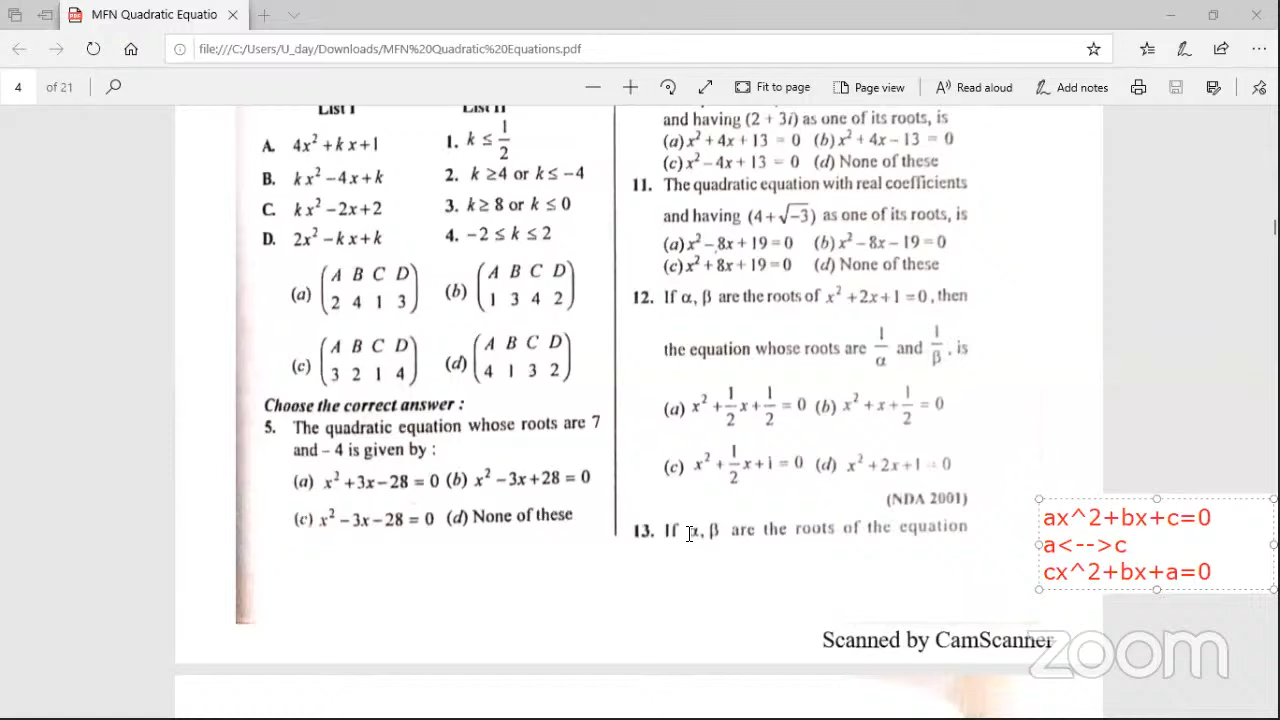 MFN Quadratic Equatio
file:///C:/Users/U_day/Downloads/MFN%20Quadratic%20Equations.pdf
4 of 21
Fit to page
Page view
Read aloud
Add notes
List I List II
A. 4x² + k x + 1 1. k ≤ 1/2
B. k x² – 4x + k 2. k ≥4 or k ≤ –4
C. k x² – 2x + 2 3. k ≥ 8 or k ≤ 0
D. 2x² – k x + k 4. –2 ≤ k ≤ 2
(a) (A B C D (b) (A B C D
2 4 1 3) 1 3 4 2)
(c) (A B C D (d) (A B C D
3 2 1 4) 4 1 3 2)
Choose the correct answer :
5. The quadratic equation whose roots are 7
and – 4 is given by :
(a) x² + 3x – 28 = 0 (b) x² – 3x + 28 = 0
(c) x² – 3x – 28 = 0 (d) None of these
and having (2 + 3i) as one of its roots, is
(a) x² + 4x + 13 = 0 (b) x² + 4x – 13 = 0
(c) x² – 4x + 13 = 0 (d) None of these
11. The quadratic equation with real coefficients
and having (4 + √–3) as one of its roots, is
(a) x² – 8x + 19 = 0 (b) x² – 8x – 19 = 0
(c) x² + 8x + 19 = 0 (d) None of these
12. If α, β are the roots of x² + 2x + 1 = 0, then
the equation whose roots are 1/α and 1/β, is
(a) x² + 1/2 x + 1/2 = 0 (b) x² + x + 1/2 = 0
(c) x² + 1/2 x + 1 = 0 (d) x² + 2x + 1 = 0
(NDA 2001)
13. If α, β are the roots of the equation
ax^2+bx+c=0
a<-->c
cx^2+bx+a=0
Scanned by CamScanner
zoom